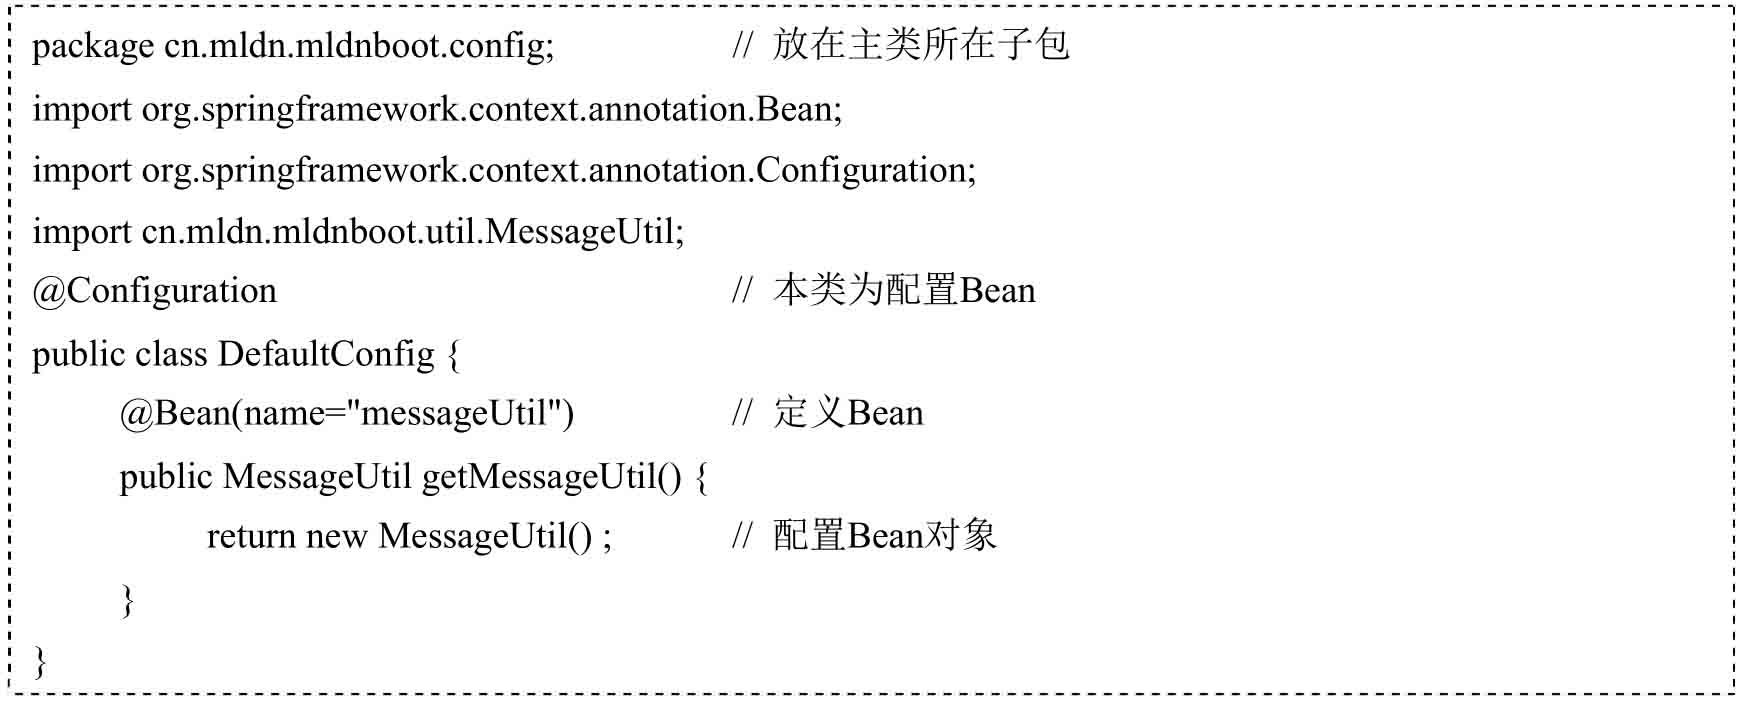 package cn.mldn.mldnboot.config; // 放在主类所在子包
import org.springframework.context.annotation.Bean;
import org.springframework.context.annotation.Configuration;
import cn.mldn.mldnboot.util.MessageUtil;
@Configuration // 本类为配置Bean
public class DefaultConfig {
@Bean(name="messageUtil") // 定义Bean
public MessageUtil getMessageUtil() {
return new MessageUtil() ; // 配置Bean对象
}
}